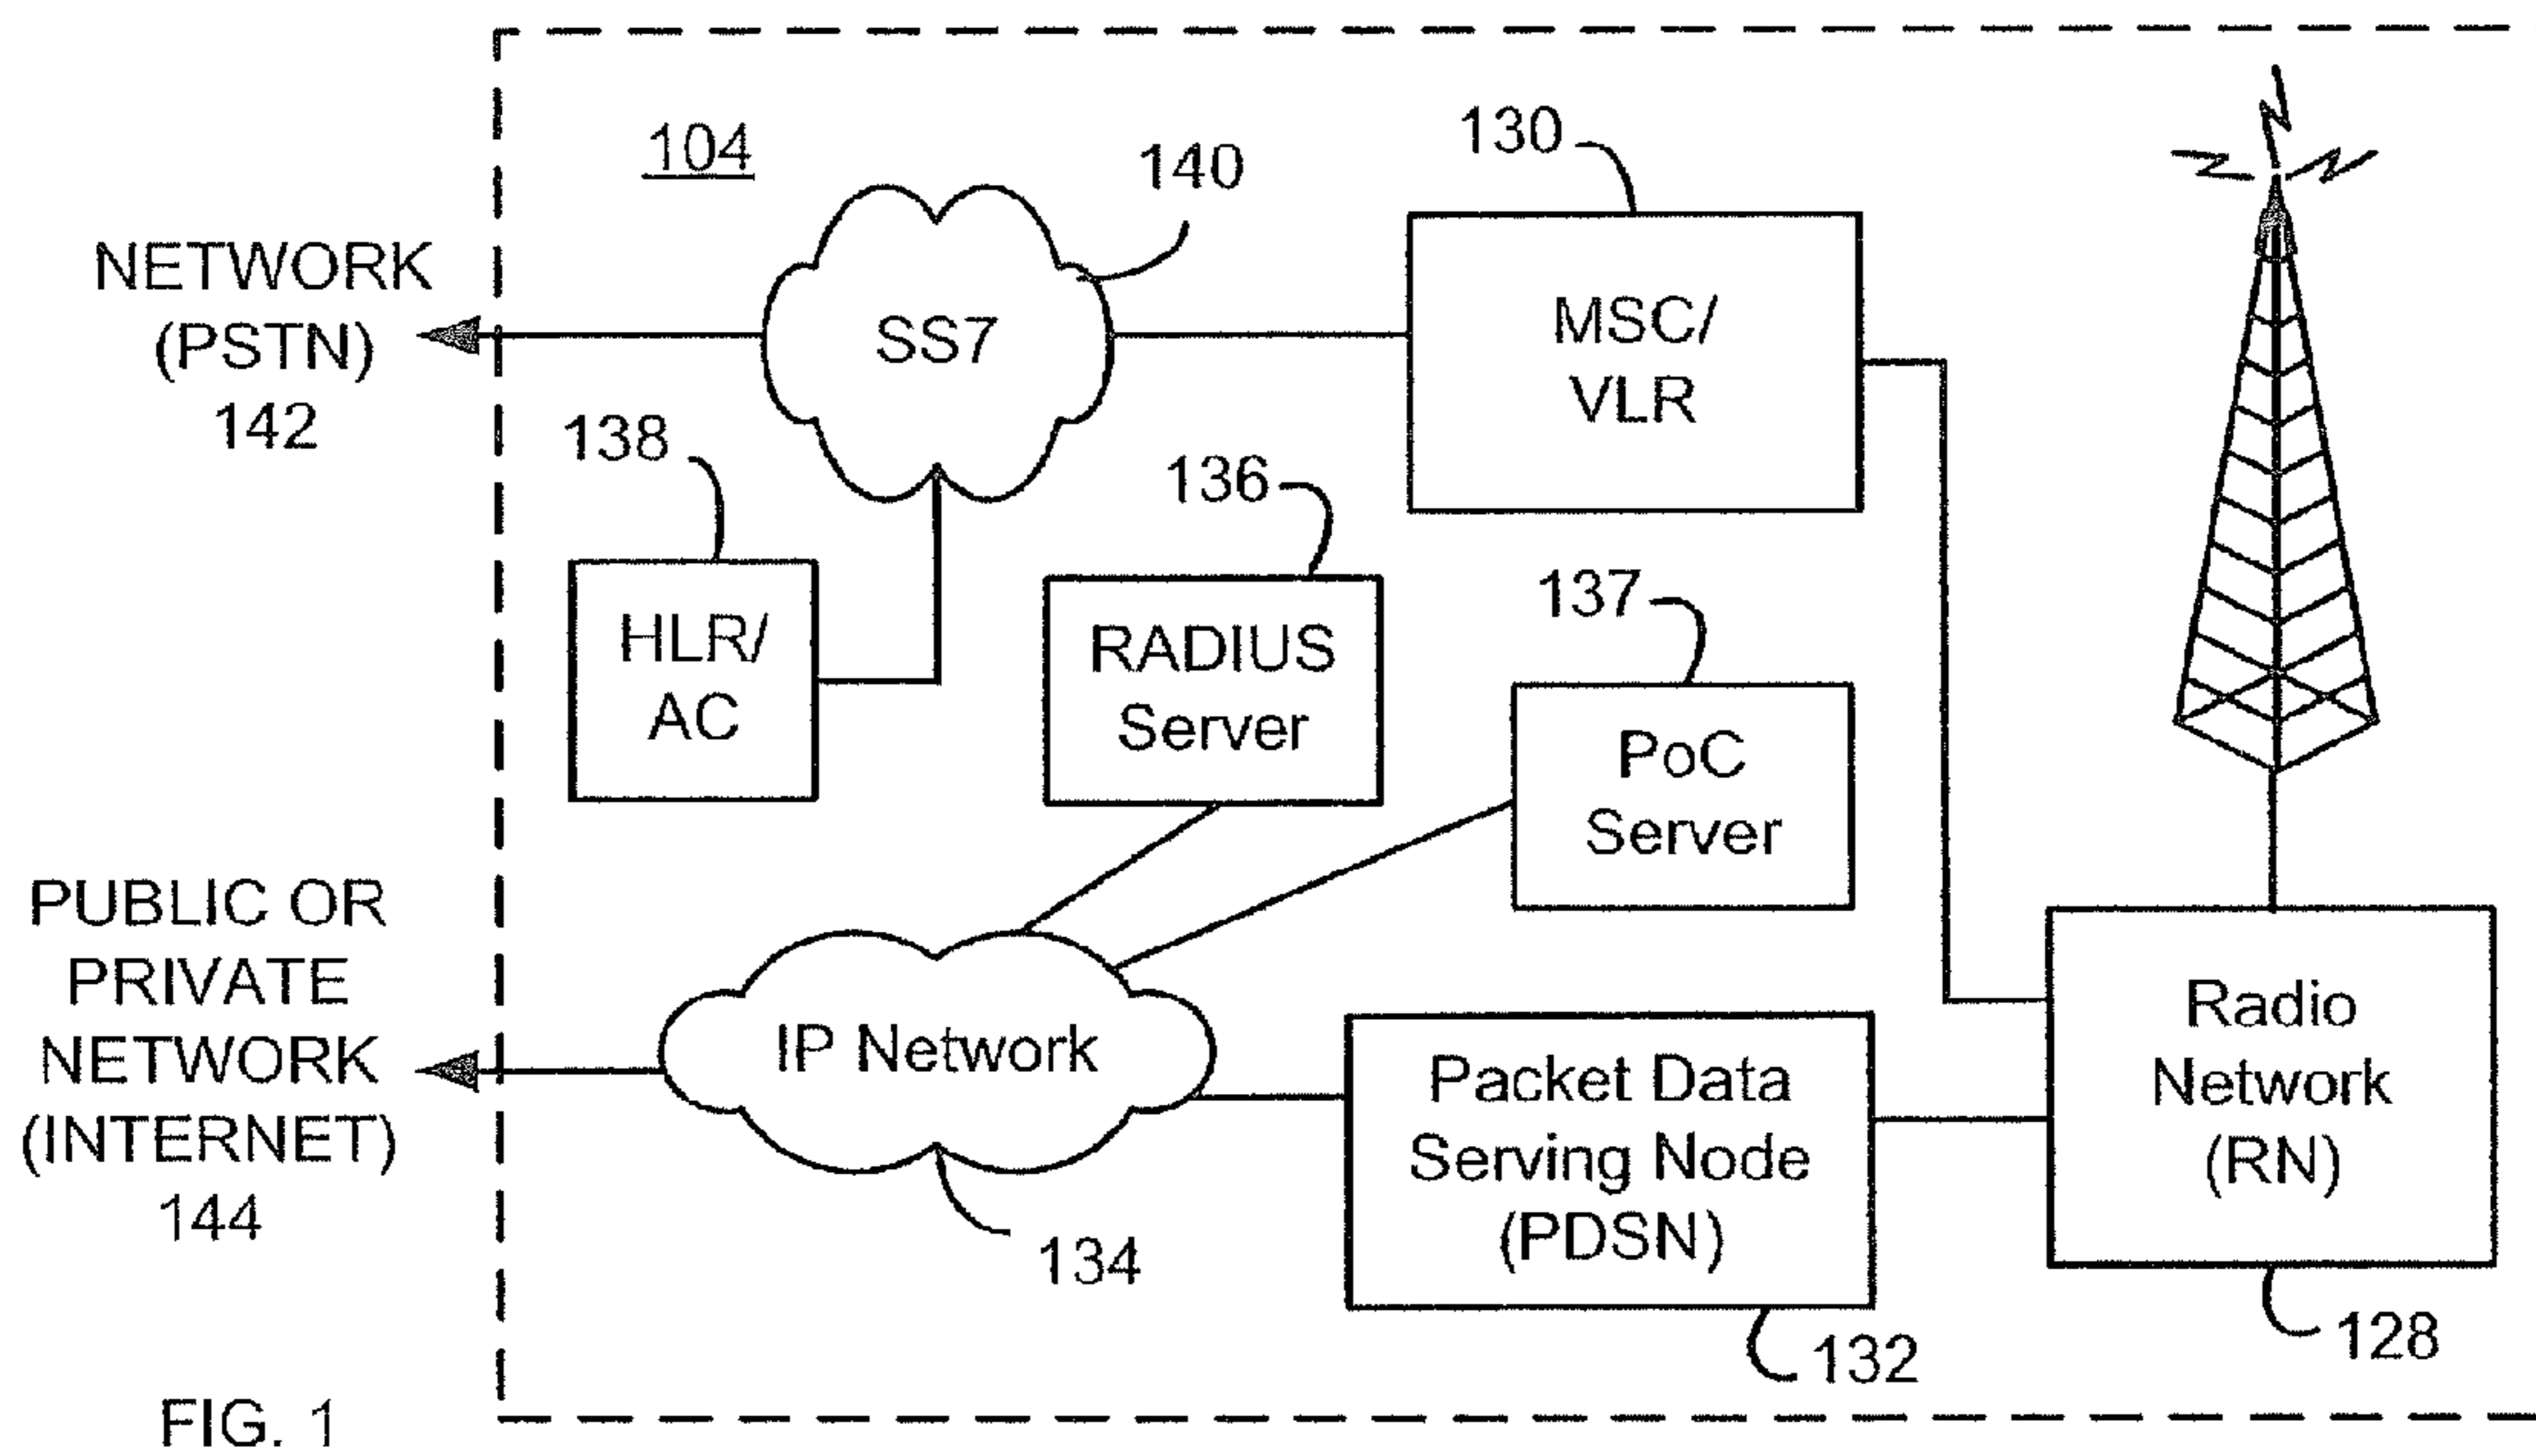 104
140
130
NETWORK
(PSTN)
142
SS7
MSC/
VLR
138
136
137
HLR/
AC
RADIUS
Server
PoC
Server
PUBLIC OR
PRIVATE
NETWORK
(INTERNET)
144
IP Network
134
Packet Data
Serving Node
(PDSN)
132
Radio
Network
(RN)
128
FIG. 1